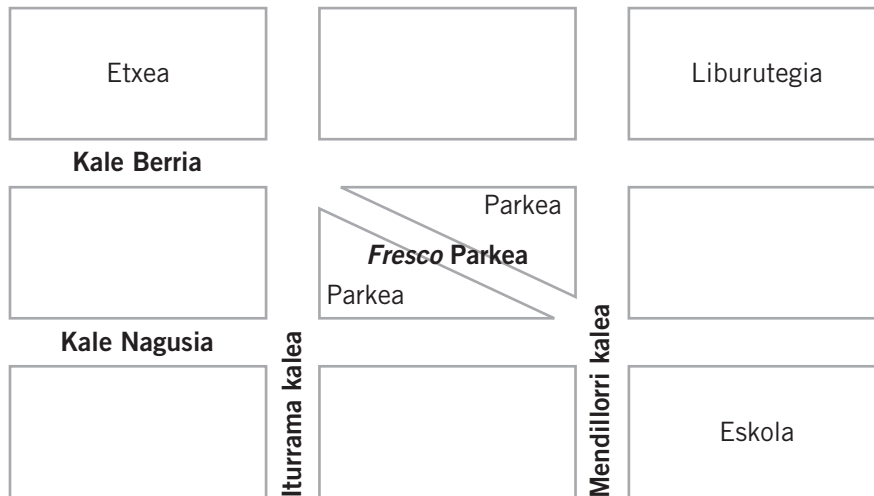 Etxea
Liburutegia
Kale Berria
Parkea
Fresco Parkea
Parkea
Kale Nagusia
Iturrama kalea
Mendillorri kalea
Eskola